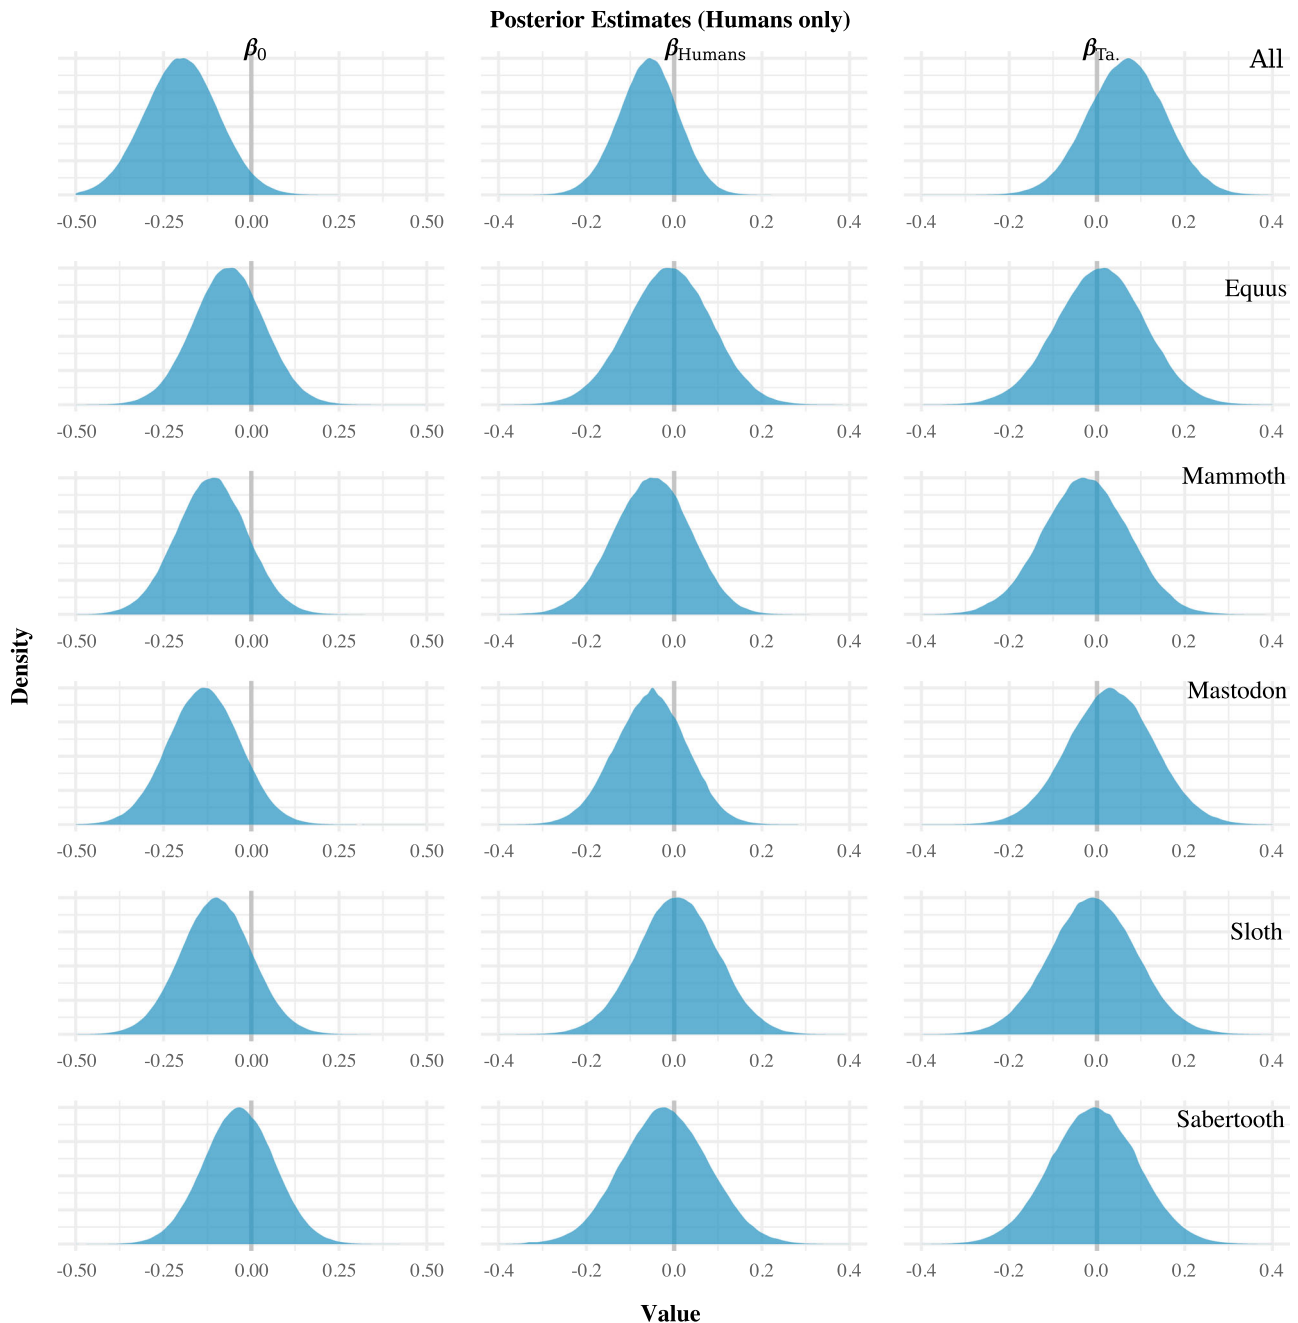 Posterior Estimates (Humans only)
β0 βHumans βTa. All
-0.50 -0.25 0.00 0.25 0.50 -0.4 -0.2 0.0 0.2 0.4 -0.4 -0.2 0.0 0.2 0.4
Equus
-0.50 -0.25 0.00 0.25 0.50 -0.4 -0.2 0.0 0.2 0.4 -0.4 -0.2 0.0 0.2 0.4
Mammoth
-0.50 -0.25 0.00 0.25 0.50 -0.4 -0.2 0.0 0.2 0.4 -0.4 -0.2 0.0 0.2 0.4
Density
Mastodon
-0.50 -0.25 0.00 0.25 0.50 -0.4 -0.2 0.0 0.2 0.4 -0.4 -0.2 0.0 0.2 0.4
Sloth
-0.50 -0.25 0.00 0.25 0.50 -0.4 -0.2 0.0 0.2 0.4 -0.4 -0.2 0.0 0.2 0.4
Sabertooth
-0.50 -0.25 0.00 0.25 0.50 -0.4 -0.2 0.0 0.2 0.4 -0.4 -0.2 0.0 0.2 0.4
Value